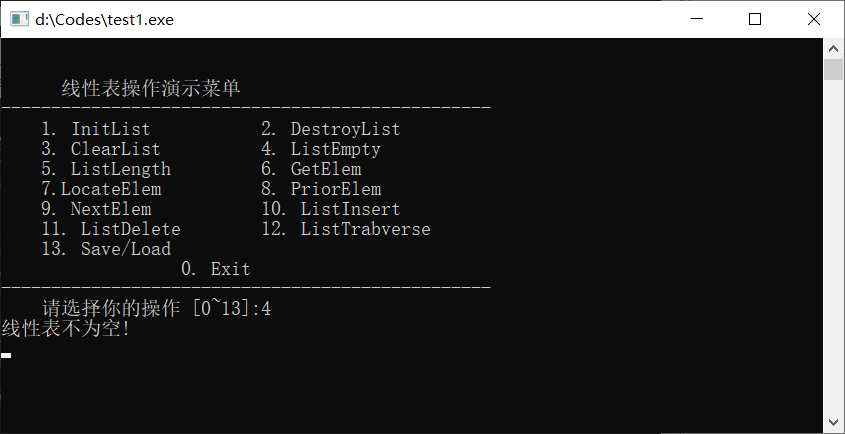 d:\Codes\test1.exe
线性表操作演示菜单
-------------------------------------------------
1. InitList 2. DestroyList
3. ClearList 4. ListEmpty
5. ListLength 6. GetElem
7.LocateElem 8. PriorElem
9. NextElem 10. ListInsert
11. ListDelete 12. ListTrabverse
13. Save/Load
0. Exit
-------------------------------------------------
请选择你的操作 [0~13]:4
线性表不为空!